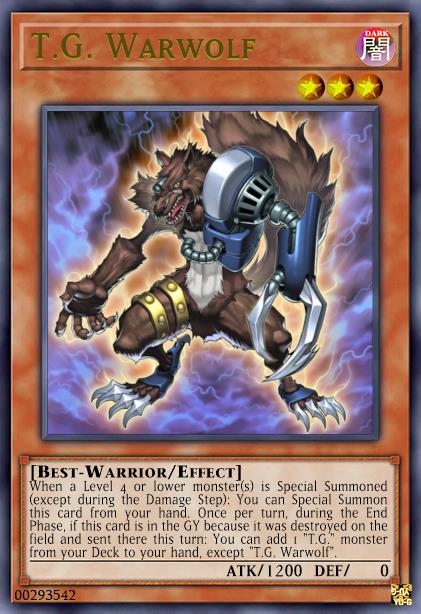 T.G. Warwolf
DARK
闇
[Best-Warrior/Effect]
When a Level 4 or lower monster(s) is Special Summoned
(except during the Damage Step): You can Special Summon
this card from your hand. Once per turn, during the End
Phase, if this card is in the GY because it was destroyed on the
field and sent there this turn: You can add 1 "T.G." monster
from your Deck to your hand, except "T.G. Warwolf".
ATK/1200 DEF/ 0
00293542